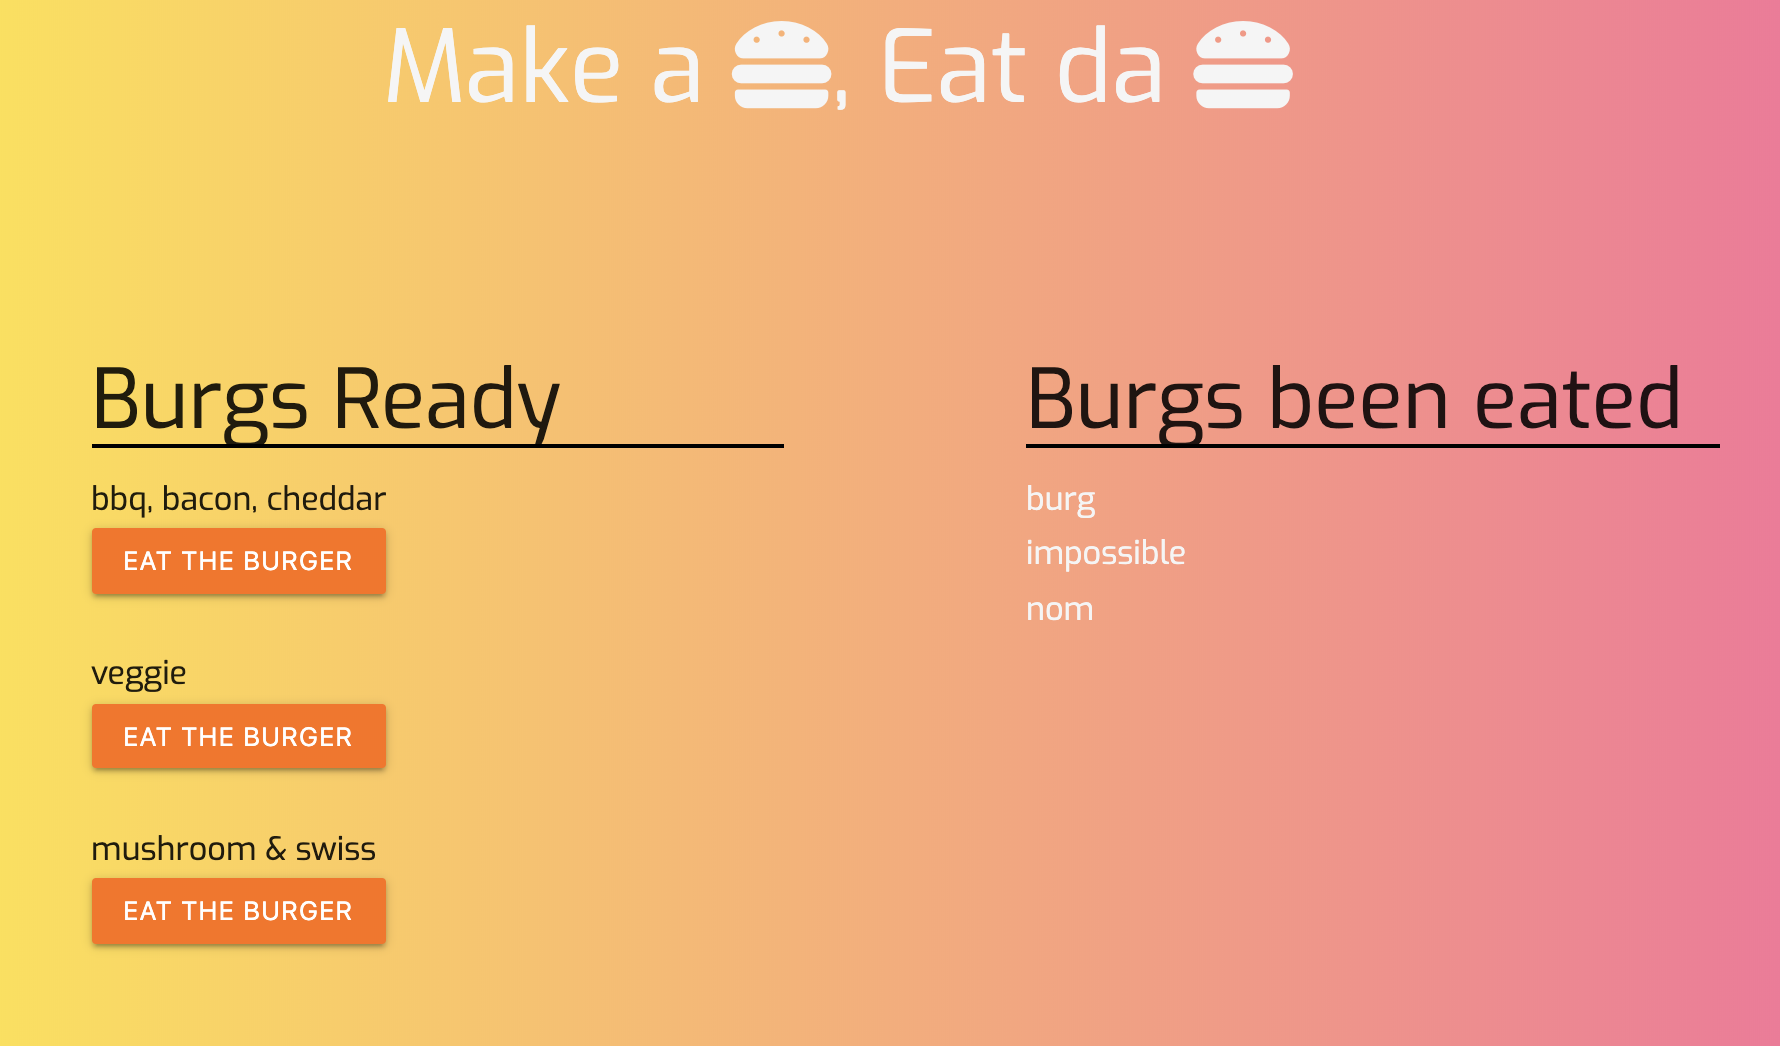 Make a , Eat da
Burgs Ready
bbq, bacon, cheddar
EAT THE BURGER
veggie
EAT THE BURGER
mushroom & swiss
EAT THE BURGER
Burgs been eated
burg
impossible
nom